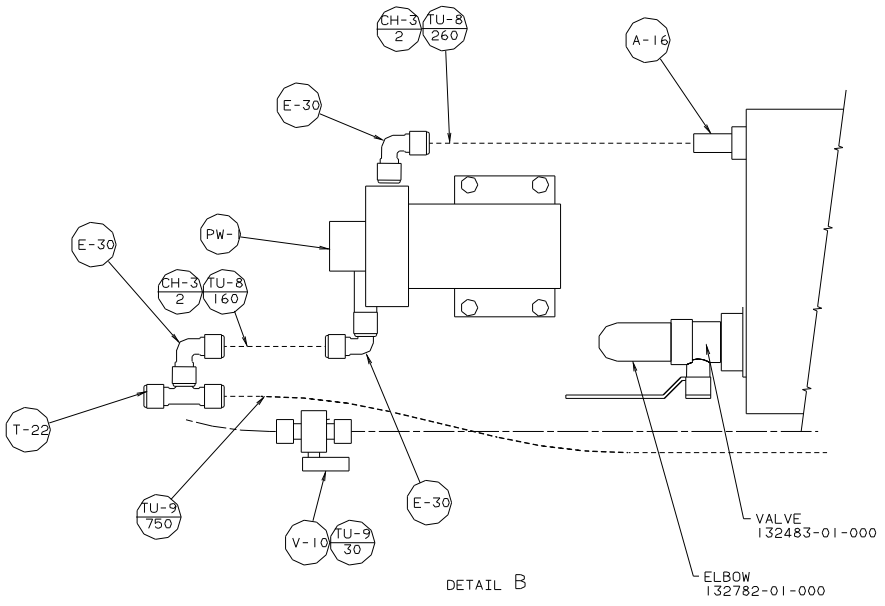 CH-3
2
TU-8
260
A-16
E-30
PW-
E-30
CH-3
2
TU-8
160
T-22
E-30
TU-9
750
V-10
TU-9
30
VALVE
132483-01-000
ELBOW
132782-01-000
DETAIL B